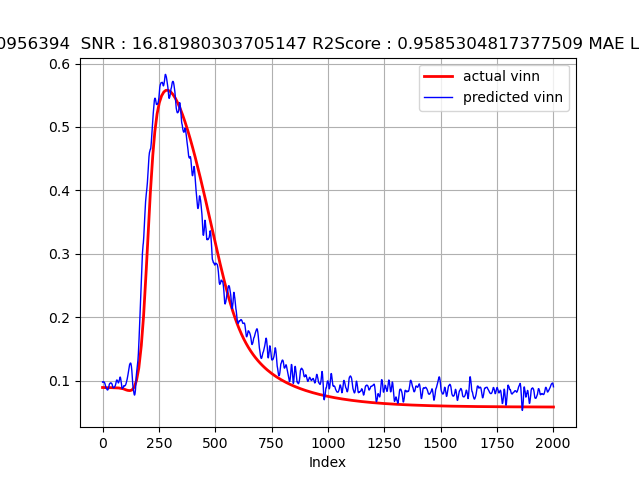 0956394 SNR : 16.81980303705147 R2Score : 0.9585304817377509 MAE L
0.6
0.5
0.4
0.3
0.2
0.1
actual vinn
predicted vinn
0 250 500 750 1000 1250 1500 1750 2000
Index